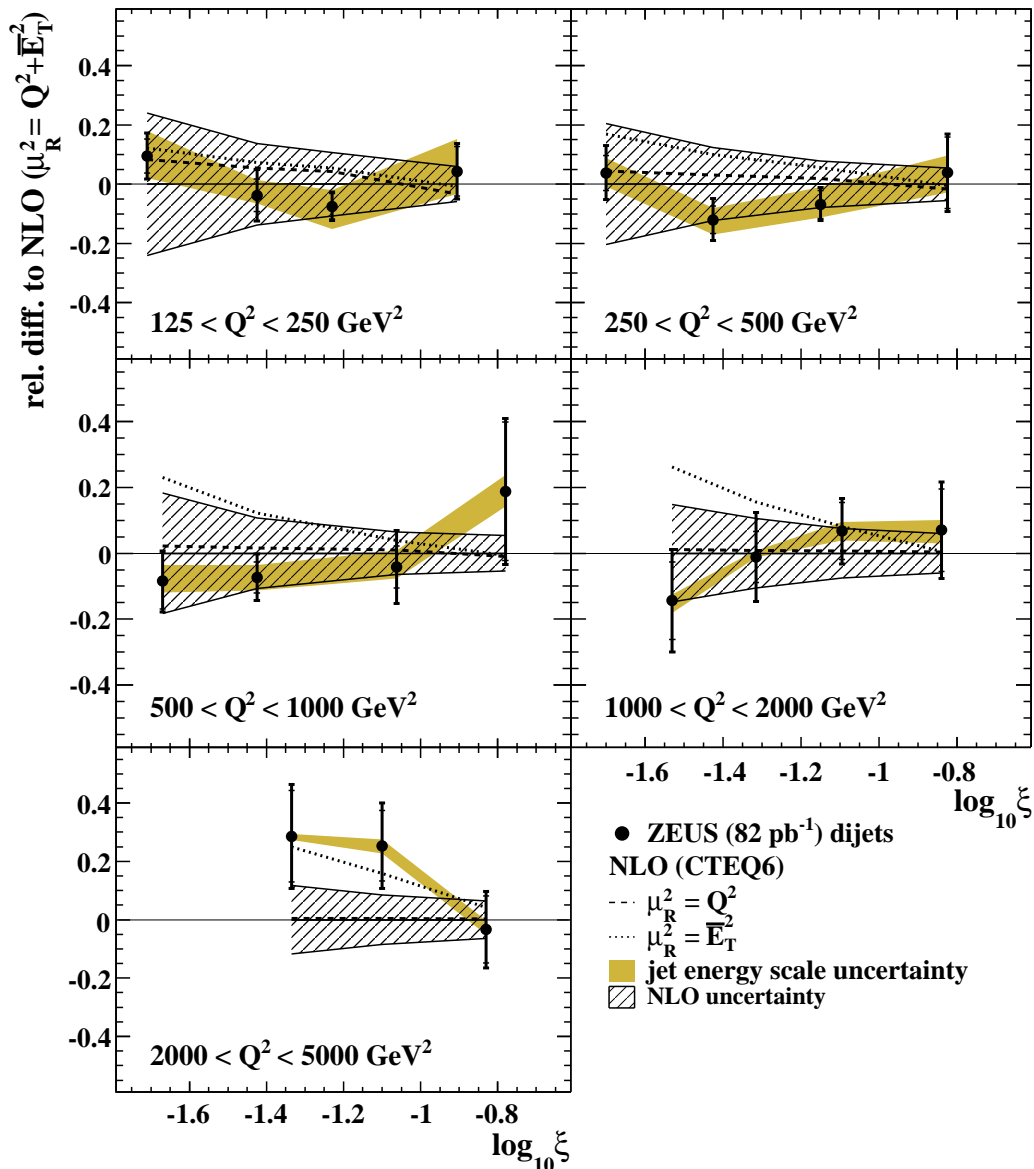 rel. diff. to NLO (μ_R^2 = Q^2+E̅_T^2)
0.4
0.2
0
-0.2
-0.4
125 < Q^2 < 250 GeV^2
250 < Q^2 < 500 GeV^2
0.4
0.2
0
-0.2
-0.4
500 < Q^2 < 1000 GeV^2
1000 < Q^2 < 2000 GeV^2
-1.6 -1.4 -1.2 -1 -0.8
log_10 ξ
0.4
0.2
0
-0.2
-0.4
2000 < Q^2 < 5000 GeV^2
-1.6 -1.4 -1.2 -1 -0.8
log_10 ξ
ZEUS (82 pb^-1) dijets
NLO (CTEQ6)
μ_R^2 = Q^2
μ_R^2 = E̅_T^2
jet energy scale uncertainty
NLO uncertainty